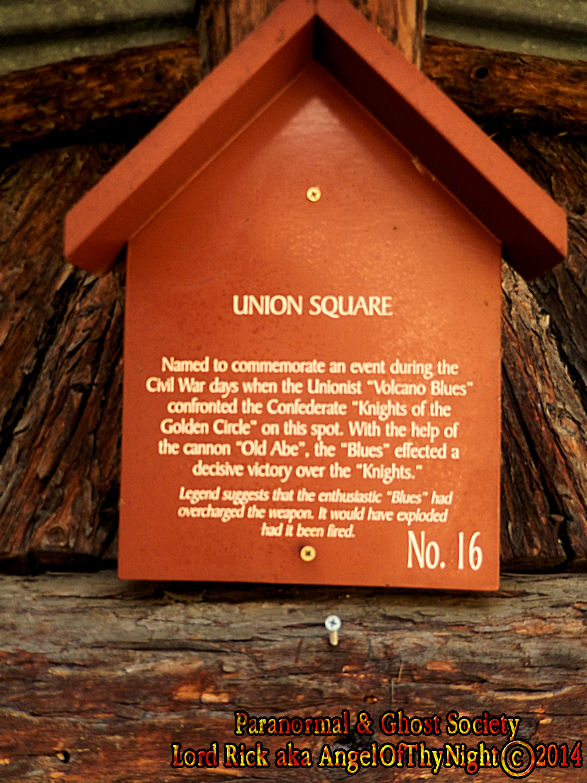 UNION SQUARE
Named to commemorate an event during the
Civil War days when the Unionist "Volcano Blues"
confronted the Confederate "Knights of the
Golden Circle" on this spot. With the help of
the cannon "Old Abe", the "Blues" effected a
decisive victory over the "Knights."
Legend suggests that the enthusiastic "Blues" had
overcharged the weapon. It would have exploded
had it been fired.
No. 16
Paranormal & Ghost Society
Lord Rick aka AngelOfThyNight © 2014